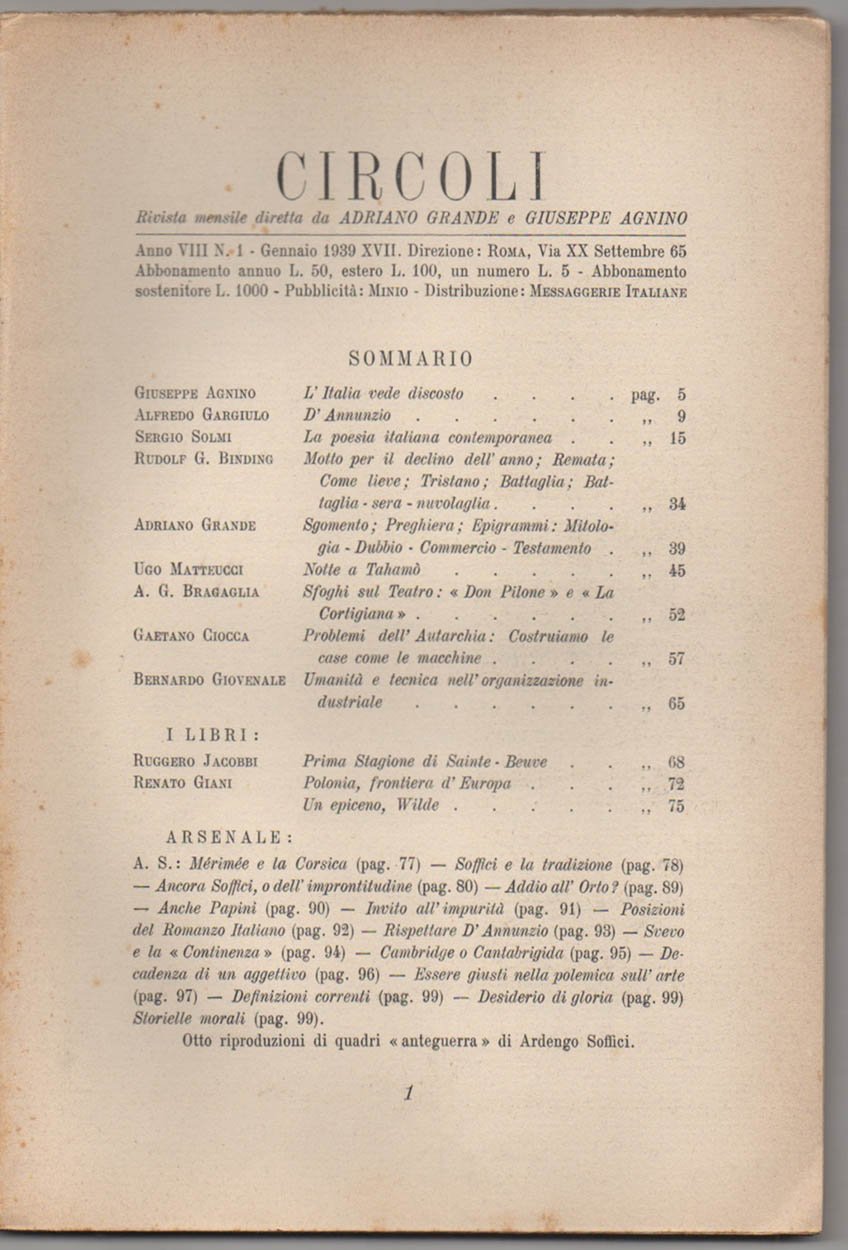 CIRCOLI
Rivista mensile diretta da ADRIANO GRANDE e GIUSEPPE AGNINO
Anno VIII N. 1 - Gennaio 1939 XVII. Direzione: ROMA, Via XX Settembre 65
Abbonamento annuo L. 50, estero L. 100, un numero L. 5 - Abbonamento
sostenitore L. 1000 - Pubblicità: MINIO - Distribuzione: MESSAGGERIE ITALIANE
SOMMARIO
GIUSEPPE AGNINO L' Italia vede discosto . . . . pag. 5
ALFREDO GARGIULO D' Annunzio . . . . . . ,, 9
SERGIO SOLMI La poesia italiana contemporanea . . ,, 15
RUDOLF G. BINDING Motto per il declino dell' anno; Remata;
Come lieve; Tristano; Battaglia; Bat-
taglia - sera - nuvolaglia . . . . ,, 34
ADRIANO GRANDE Sgomento; Preghiera; Epigrammi: Mitolo-
gia - Dubbio - Commercio - Testamento . ,, 39
UGO MATTEUCCI Notte a Tahamò . . . . . ,, 45
A. G. BRAGAGLIA Sfoghi sul Teatro: « Don Pilone » e « La
Cortigiana » . . . . . . ,, 52
GAETANO CIOCCA Problemi dell' Autarchia: Costruiamo le
case come le macchine . . . . ,, 57
BERNARDO GIOVENALE Umanità e tecnica nell' organizzazione in-
dustriale . . . . . . ,, 65
I LIBRI:
RUGGERO JACOBBI Prima Stagione di Sainte - Beuve . . ,, 68
RENATO GIANI Polonia, frontiera d' Europa . . . ,, 72
Un epiceno, Wilde . . . . . ,, 75
ARSENALE:
A. S.: Mérimée e la Corsica (pag. 77) — Soffici e la tradizione (pag. 78)
— Ancora Soffici, o dell' improntitudine (pag. 80) — Addio all' Orto? (pag. 89)
— Anche Papini (pag. 90) — Invito all' impurità (pag. 91) — Posizioni
del Romanzo Italiano (pag. 92) — Rispettare D' Annunzio (pag. 93) — Svevo
e la « Continenza » (pag. 94) — Cambridge o Cantabrigida (pag. 95) — De-
cadenza di un aggettivo (pag. 96) — Essere giusti nella polemica sull' arte
(pag. 97) — Definizioni correnti (pag. 99) — Desiderio di gloria (pag. 99)
Storielle morali (pag. 99).
Otto riproduzioni di quadri « anteguerra » di Ardengo Soffici.
1